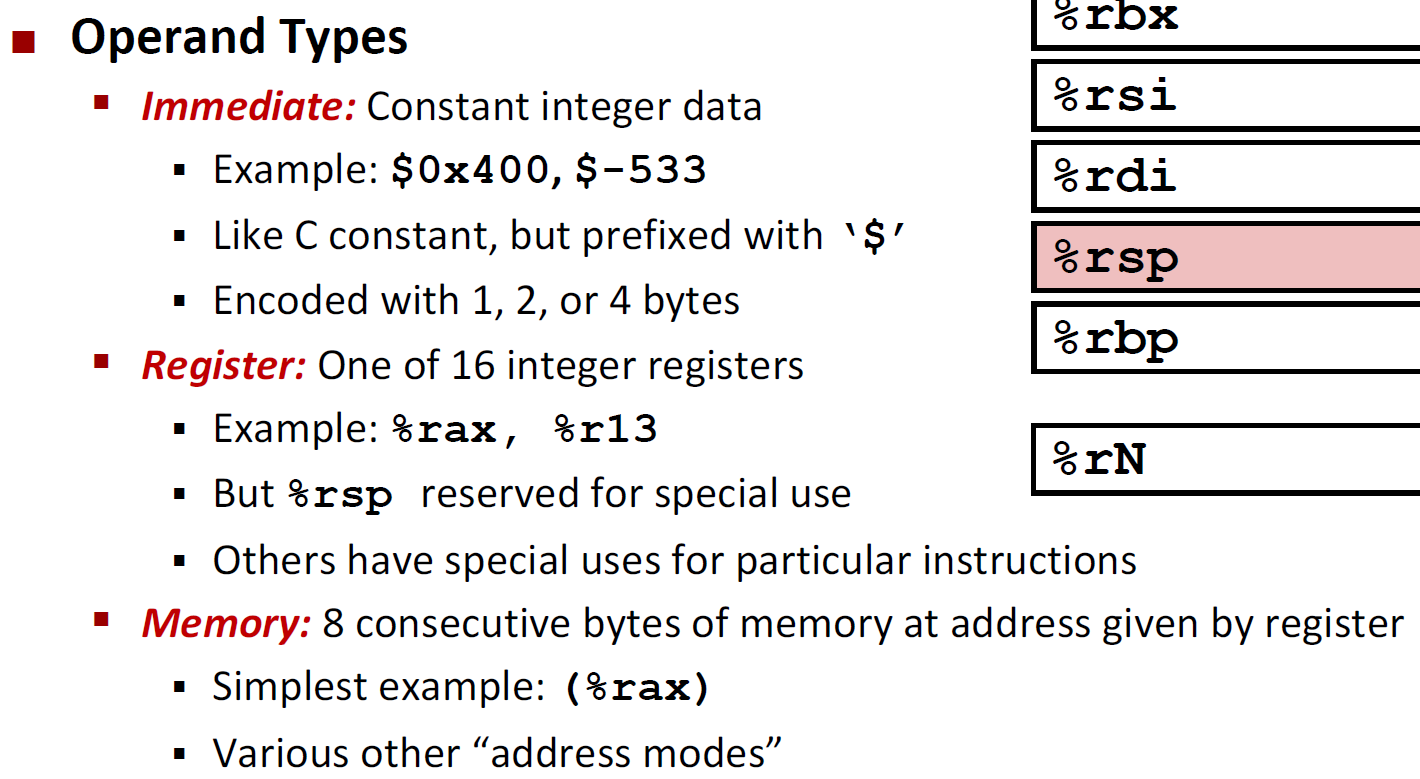 Operand Types
Immediate: Constant integer data
Example: $0x400, $-533
Like C constant, but prefixed with ‘$’
Encoded with 1, 2, or 4 bytes
Register: One of 16 integer registers
Example: %rax, %r13
But %rsp reserved for special use
Others have special uses for particular instructions
Memory: 8 consecutive bytes of memory at address given by register
Simplest example: (%rax)
Various other “address modes”
%rbx
%rsi
%rdi
%rsp
%rbp
%rN